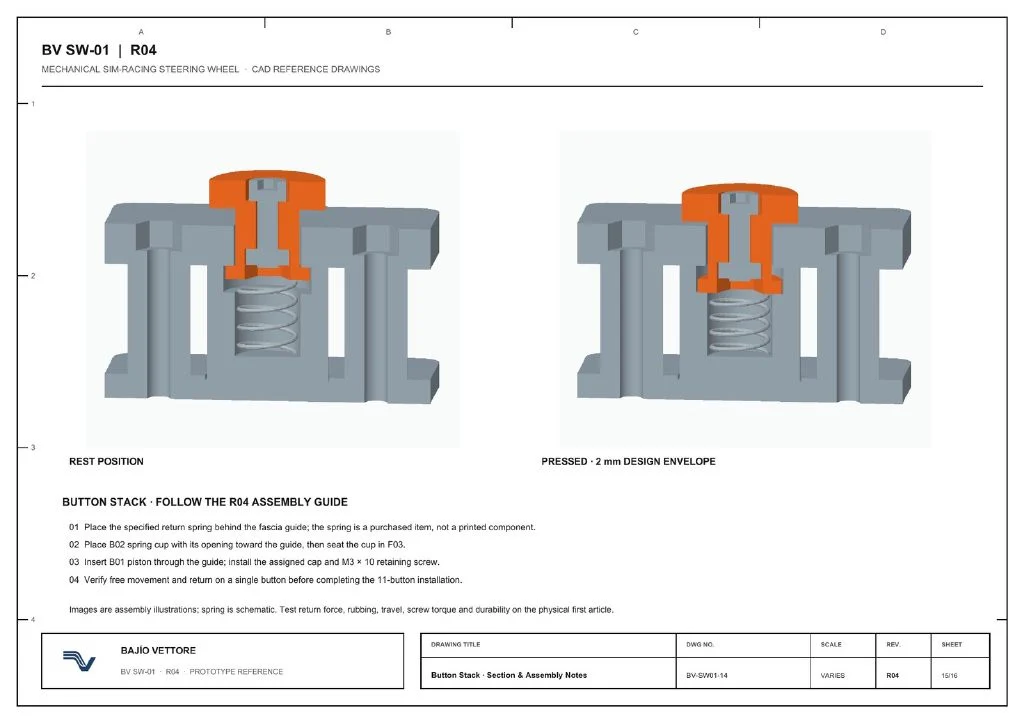 A B C D
BV SW-01 | R04
MECHANICAL SIM-RACING STEERING WHEEL · CAD REFERENCE DRAWINGS
1
2
3
REST POSITION
PRESSED · 2 mm DESIGN ENVELOPE
BUTTON STACK · FOLLOW THE R04 ASSEMBLY GUIDE
01 Place the specified return spring behind the fascia guide; the spring is a purchased item, not a printed component.
02 Place B02 spring cup with its opening toward the guide, then seat the cup in F03.
03 Insert B01 piston through the guide; install the assigned cap and M3 × 10 retaining screw.
04 Verify free movement and return on a single button before completing the 11-button installation.
Images are assembly illustrations; spring is schematic. Test return force, rubbing, travel, screw torque and durability on the physical first article.
4
BAJÍO VETTORE
BV SW-01 · R04 · PROTOTYPE REFERENCE
DRAWING TITLE DWG NO. SCALE REV. SHEET
Button Stack · Section & Assembly Notes BV-SW01-14 VARIES R04 15/16